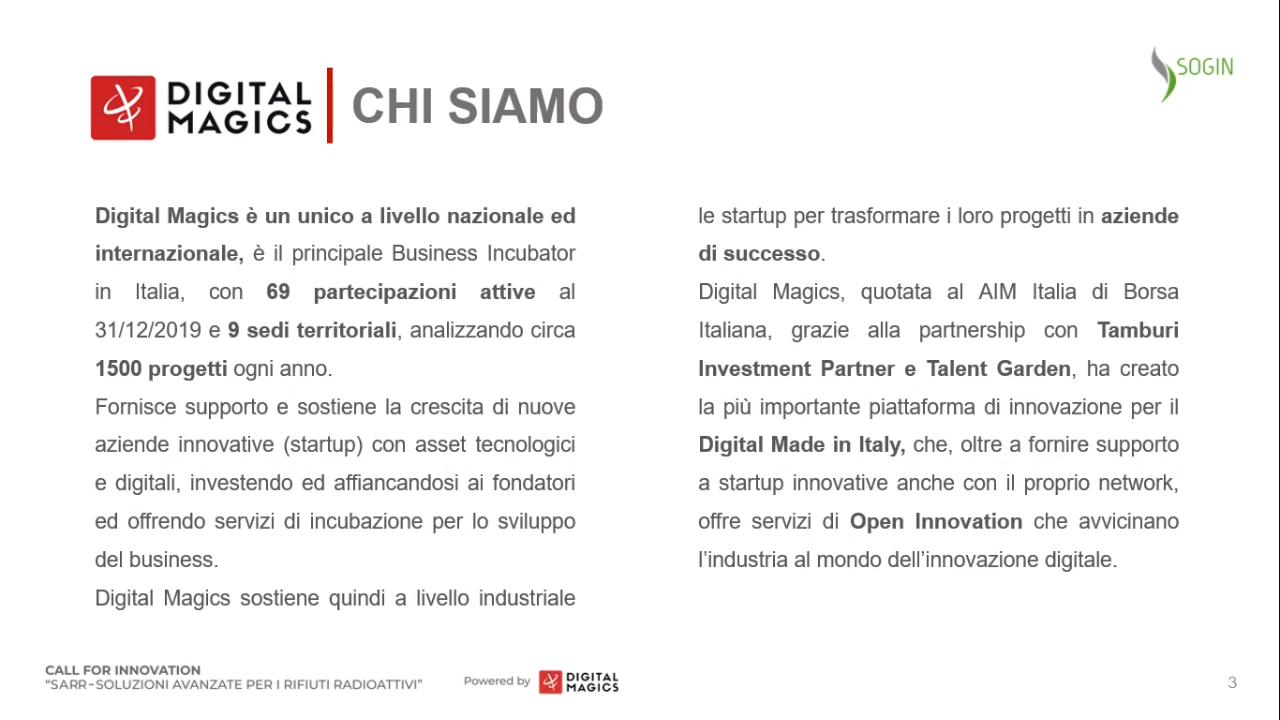 DIGITAL
MAGICS
CHI SIAMO
SOGIN
Digital Magics è un unico a livello nazionale ed
internazionale, è il principale Business Incubator
in Italia, con 69 partecipazioni attive al
31/12/2019 e 9 sedi territoriali, analizzando circa
1500 progetti ogni anno.
Fornisce supporto e sostiene la crescita di nuove
aziende innovative (startup) con asset tecnologici
e digitali, investendo ed affiancandosi ai fondatori
ed offrendo servizi di incubazione per lo sviluppo
del business.
Digital Magics sostiene quindi a livello industriale
le startup per trasformare i loro progetti in aziende
di successo.
Digital Magics, quotata al AIM Italia di Borsa
Italiana, grazie alla partnership con Tamburi
Investment Partner e Talent Garden, ha creato
la più importante piattaforma di innovazione per il
Digital Made in Italy, che, oltre a fornire supporto
a startup innovative anche con il proprio network,
offre servizi di Open Innovation che avvicinano
l’industria al mondo dell’innovazione digitale.
CALL FOR INNOVATION
“SARR-SOLUZIONI AVANZATE PER I RIFIUTI RADIOATTIVI”
Powered by
DIGITAL
MAGICS
3